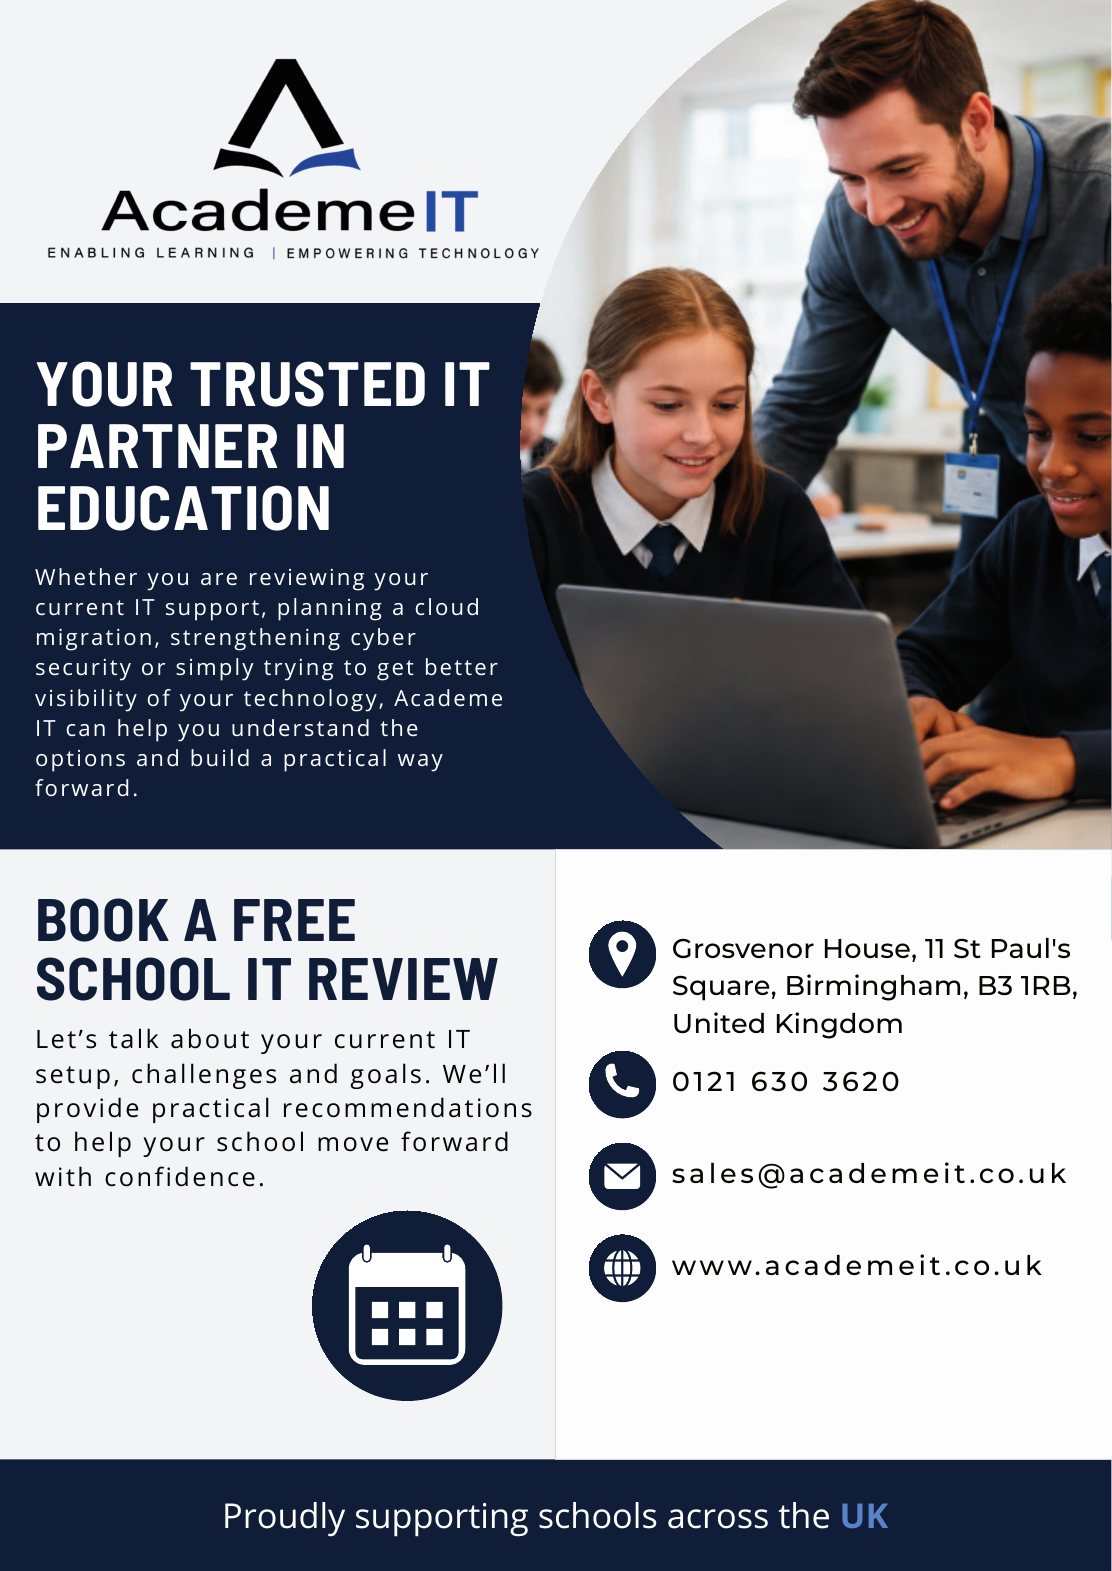 AcademeIT
ENABLING LEARNING | EMPOWERING TECHNOLOGY
YOUR TRUSTED IT
PARTNER IN
EDUCATION
Whether you are reviewing your
current IT support, planning a cloud
migration, strengthening cyber
security or simply trying to get better
visibility of your technology, Academe
IT can help you understand the
options and build a practical way
forward.
BOOK A FREE
SCHOOL IT REVIEW
Let’s talk about your current IT
setup, challenges and goals. We’ll
provide practical recommendations
to help your school move forward
with confidence.
Grosvenor House, 11 St Paul's
Square, Birmingham, B3 1RB,
United Kingdom
0121 630 3620
sales@academeit.co.uk
www.academeit.co.uk
Proudly supporting schools across the UK